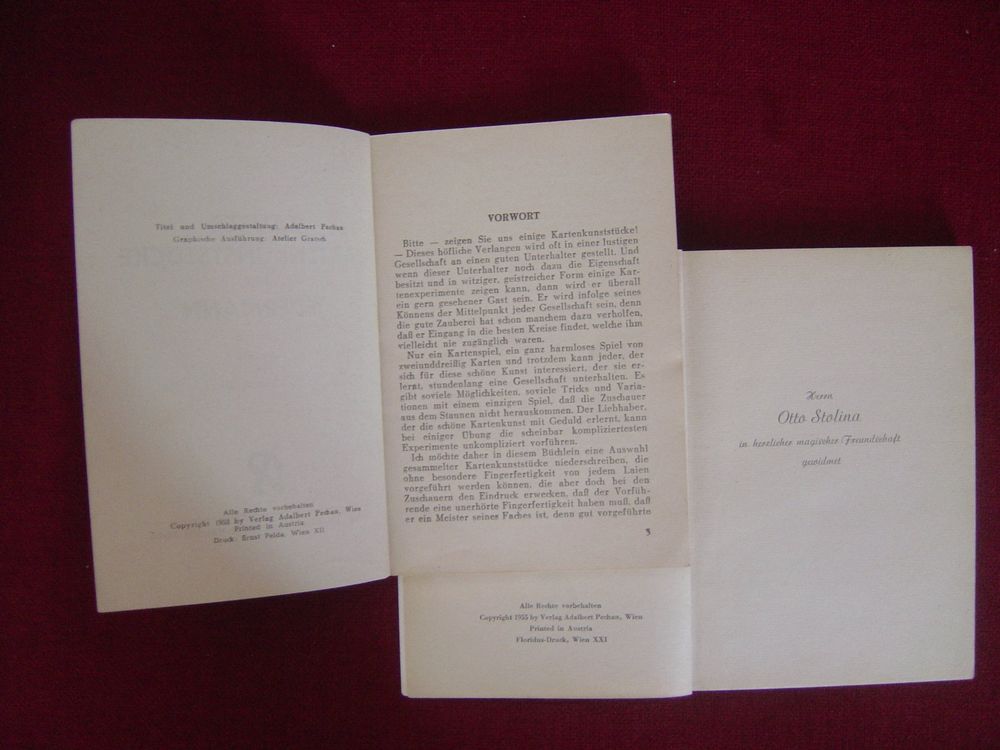 Titel und Umschlaggestaltung: Adalbert Pechan
Graphische Ausführung: Atelier Gratsch
Alle Rechte vorbehalten
Copyright 1953 by Verlag Adalbert Pechan, Wien
Printed in Austria
Druck: Ernst Pelda, Wien XII
VORWORT
Bitte — zeigen Sie uns einige Kartenkunststücke!
— Dieses höfliche Verlangen wird oft in einer lustigen
Gesellschaft an einen guten Unterhalter gestellt. Und
wenn dieser Unterhalter noch dazu die Eigenschaft
besitzt und in witziger, geistreicher Form einige Kar-
tenexperimente zeigen kann, dann wird er überall
ein gern gesehener Gast sein. Er wird infolge seines
Könnens der Mittelpunkt jeder Gesellschaft sein, denn
die gute Zauberei hat schon manchem dazu verholfen,
daß er Eingang in die besten Kreise findet, welche ihm
vielleicht nie zugänglich waren.
Nur ein Kartenspiel, ein ganz harmloses Spiel von
zweiunddreißig Karten und trotzdem kann jeder, der
sich für diese schöne Kunst interessiert, der sie er-
lernt, stundenlang eine Gesellschaft unterhalten. Es
gibt soviele Möglichkeiten, soviele Tricks und Varia-
tionen mit einem einzigen Spiel, daß die Zuschauer
aus dem Staunen nicht herauskommen. Der Liebhaber,
der die schöne Kartenkunst mit Geduld erlernt, kann
bei einiger Übung die scheinbar kompliziertesten
Experimente unkompliziert vorführen.
Ich möchte daher in diesem Büchlein eine Auswahl
gesammelter Kartenkunststücke niederschreiben, die
ohne besondere Fingerfertigkeit von jedem Laien
vorgeführt werden können, die aber doch bei den
Zuschauern den Eindruck erwecken, daß der Vorfüh-
rende eine unerhörte Fingerfertigkeit haben muß, daß
er ein Meister seines Faches ist, denn gut vorgeführte
3
Alle Rechte vorbehalten
Copyright 1955 by Verlag Adalbert Pechan, Wien
Printed in Austria
Floridus-Druck, Wien XXI
Herrn
Otto Stolina
in herzlicher magischer Freundschaft
gewidmet